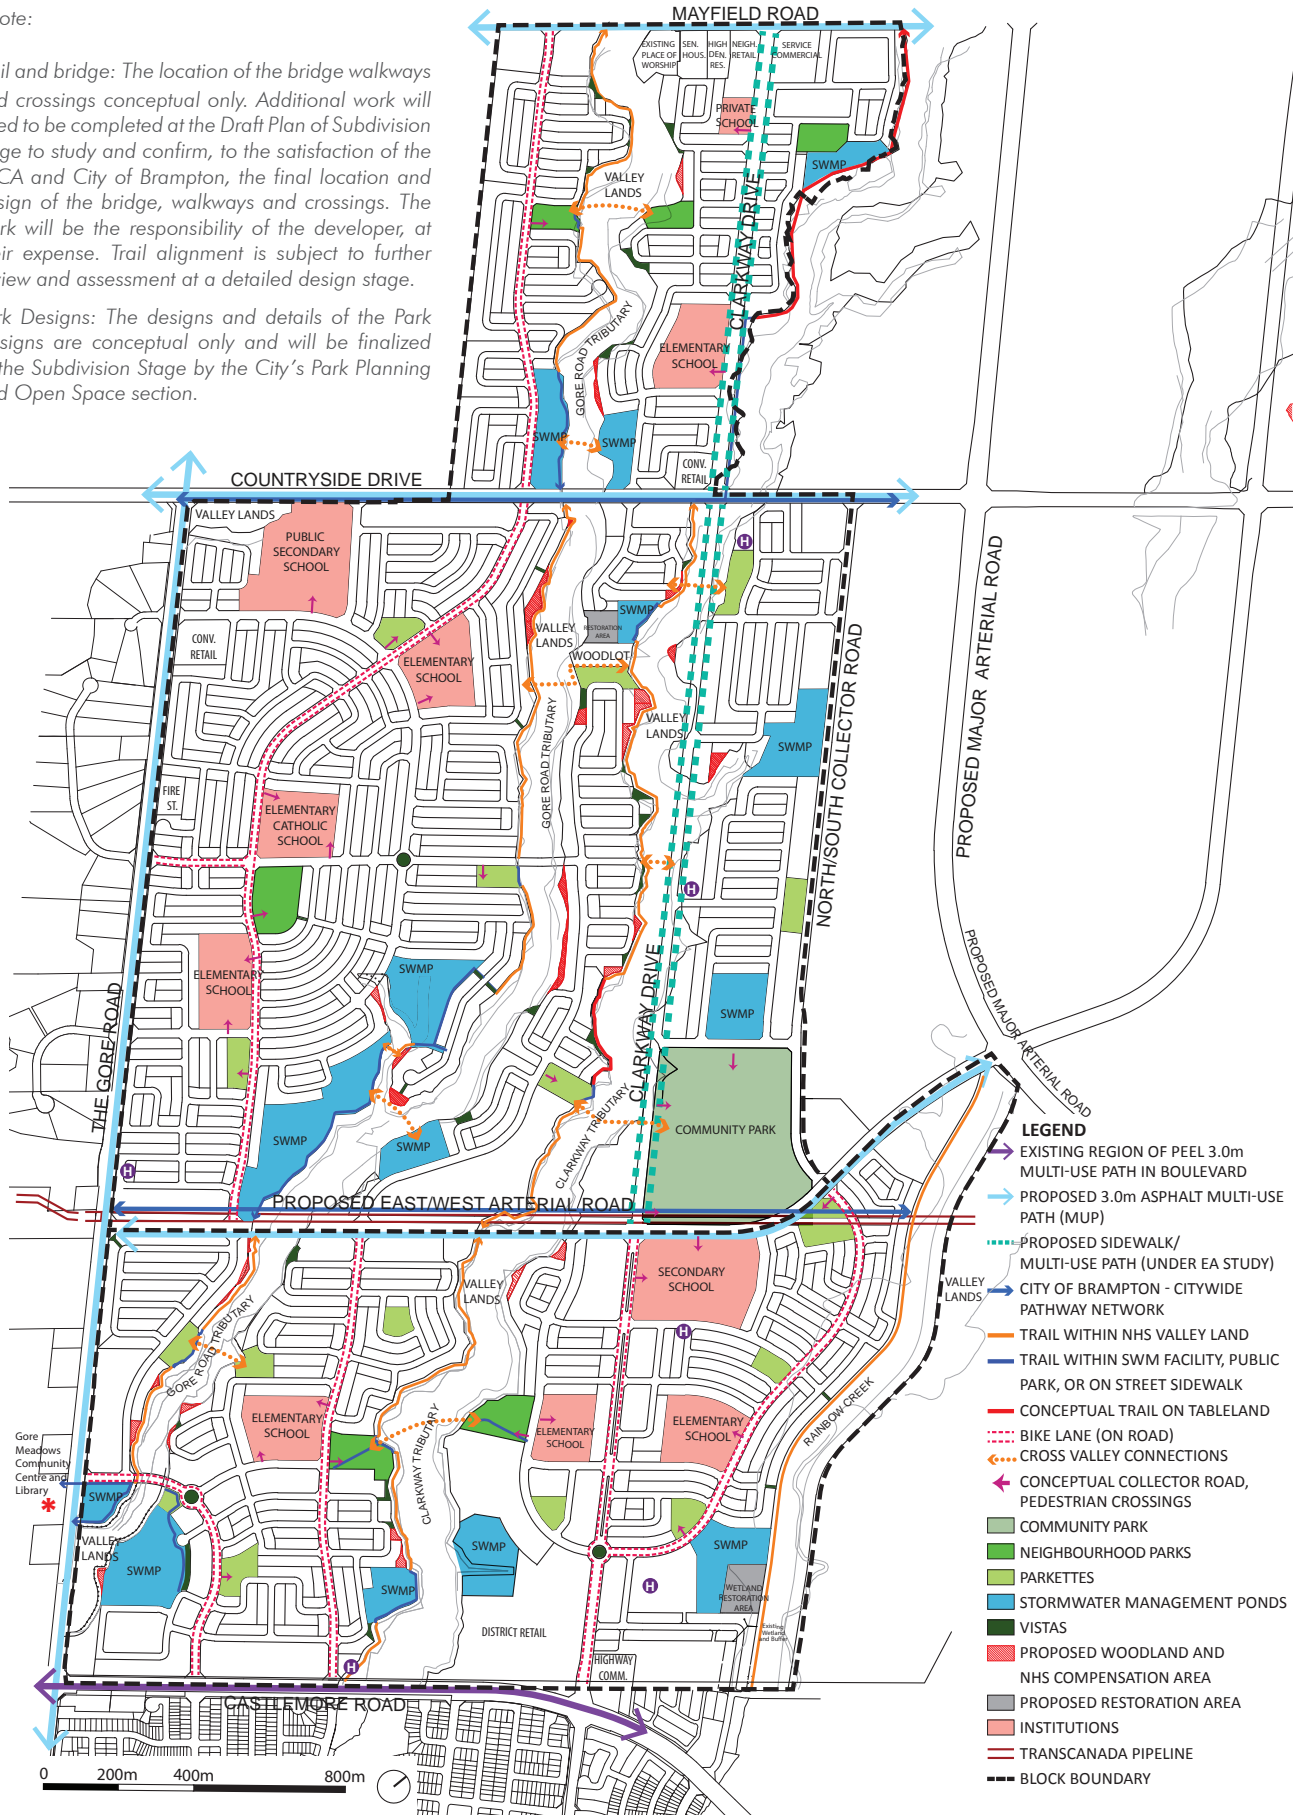 ote:
il and bridge: The location of the bridge walkways
d crossings conceptual only. Additional work will
ed to be completed at the Draft Plan of Subdivision
ge to study and confirm, to the satisfaction of the
CA and City of Brampton, the final location and
sign of the bridge, walkways and crossings. The
rk will be the responsibility of the developer, at
ir expense. Trail alignment is subject to further
view and assessment at a detailed design stage.
rk Designs: The designs and details of the Park
signs are conceptual only and will be finalized
the Subdivision Stage by the City's Park Planning
d Open Space section.
MAYFIELD ROAD
EXISTING
PLACE OF
WORSHIP
SEN.
HOUS.
HIGH
DEN.
RES.
NEIGH.
RETAIL
SERVICE
COMMERCIAL
PRIVATE
SCHOOL
SWMP
VALLEY
LANDS
CLARKWAY DRIVE
GORE ROAD TRIBUTARY
ELEMENTARY
SCHOOL
SWMP
SWMP
CONV.
RETAIL
COUNTRYSIDE DRIVE
VALLEY LANDS
PUBLIC
SECONDARY
SCHOOL
H
SWMP
RESTORATION
AREA
VALLEY
LANDS
WOODLOT
CONV.
RETAIL
ELEMENTARY
SCHOOL
VALLEY
LANDS
SWMP
GORE ROAD TRIBUTARY
NORTH/SOUTH COLLECTOR ROAD
PROPOSED MAJOR ARTERIAL ROAD
FIRE
ST.
ELEMENTARY
CATHOLIC
SCHOOL
H
ELEMENTARY
SCHOOL
SWMP
CLARKWAY DRIVE
SWMP
PROPOSED MAJOR ARTERIAL ROAD
THE GORE ROAD
SWMP
SWMP
CLARKWAY TRIBUTARY
COMMUNITY PARK
H
PROPOSED EAST/WEST ARTERIAL ROAD
VALLEY
LANDS
SECONDARY
SCHOOL
VALLEY
LANDS
H
GORE ROAD TRIBUTARY
ELEMENTARY
SCHOOL
CLARKWAY TRIBUTARY
ELEMENTARY
SCHOOL
ELEMENTARY
SCHOOL
RAINBOW CREEK
Gore
Meadows
Community
Centre and
Library
*
SWMP
VALLEY
LANDS
SWMP
SWMP
SWMP
SWMP
WETLAND
RESTORATION
AREA
H
Existing
Wetland
and Buffer
DISTRICT RETAIL
HIGHWAY
COMM.
H
CASTLEMORE ROAD
0 200m 400m 800m
LEGEND
EXISTING REGION OF PEEL 3.0m
MULTI-USE PATH IN BOULEVARD
PROPOSED 3.0m ASPHALT MULTI-USE
PATH (MUP)
PROPOSED SIDEWALK/
MULTI-USE PATH (UNDER EA STUDY)
CITY OF BRAMPTON - CITYWIDE
PATHWAY NETWORK
TRAIL WITHIN NHS VALLEY LAND
TRAIL WITHIN SWM FACILITY, PUBLIC
PARK, OR ON STREET SIDEWALK
CONCEPTUAL TRAIL ON TABLELAND
BIKE LANE (ON ROAD)
CROSS VALLEY CONNECTIONS
CONCEPTUAL COLLECTOR ROAD,
PEDESTRIAN CROSSINGS
COMMUNITY PARK
NEIGHBOURHOOD PARKS
PARKETTES
STORMWATER MANAGEMENT PONDS
VISTAS
PROPOSED WOODLAND AND
NHS COMPENSATION AREA
PROPOSED RESTORATION AREA
INSTITUTIONS
TRANSCANADA PIPELINE
BLOCK BOUNDARY